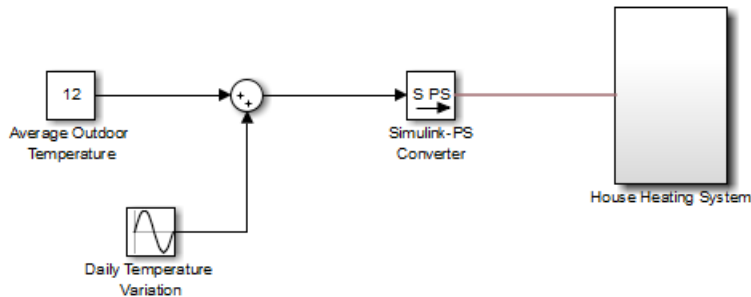 12
Average Outdoor
Temperature
+
+
S PS
Simulink-PS
Converter
House Heating System
Daily Temperature
Variation